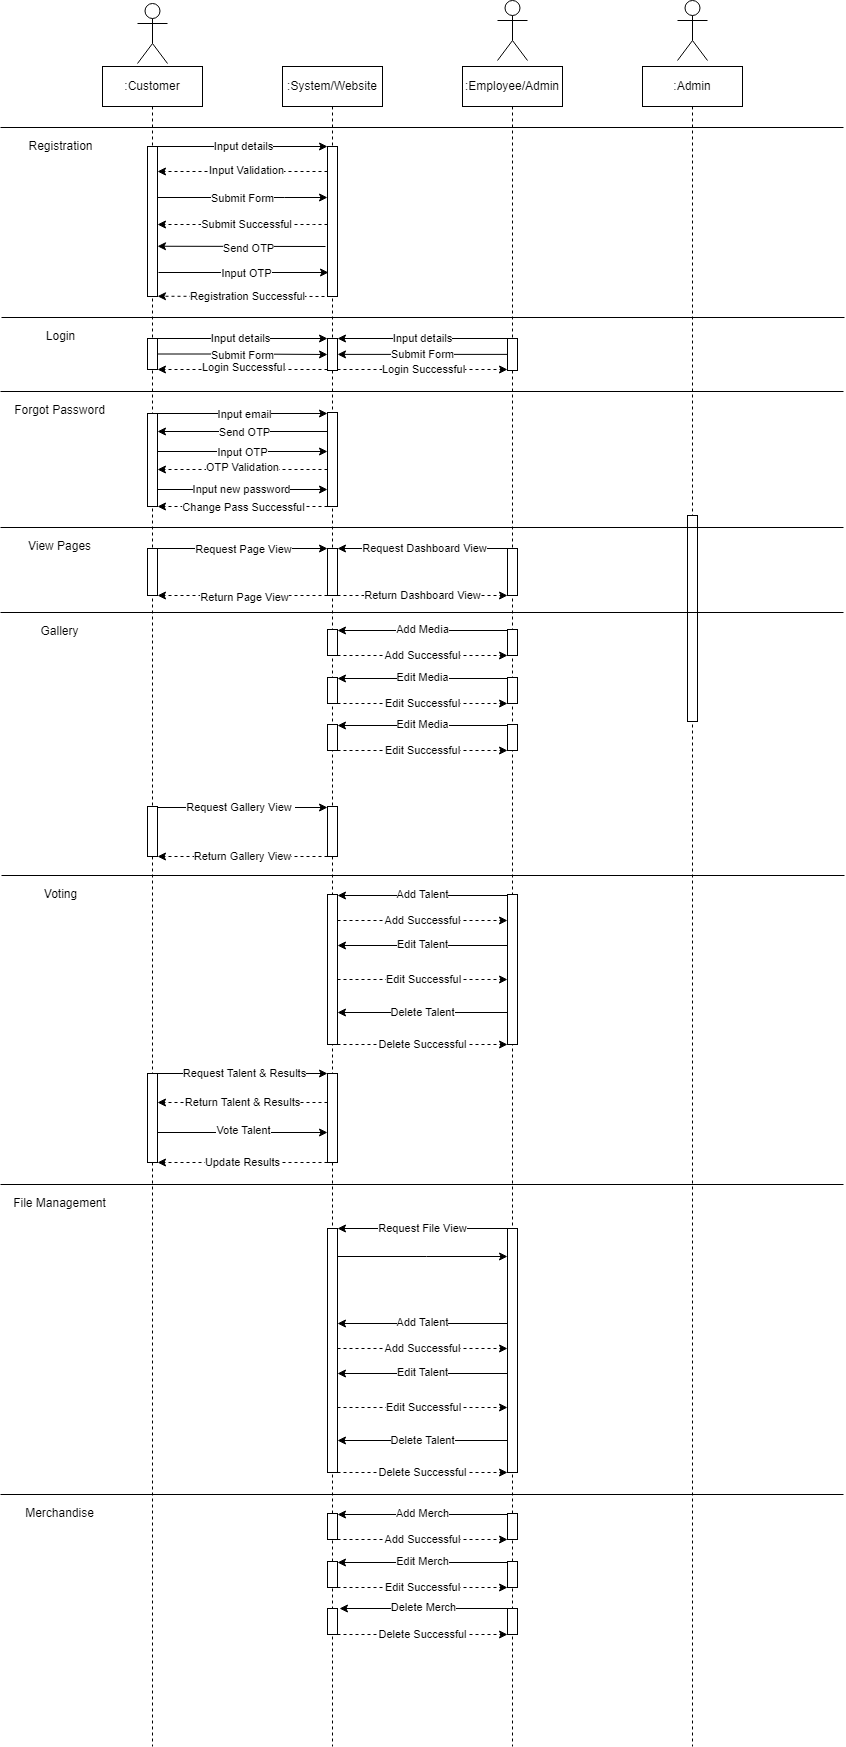 :Customer
:System/Website
:Employee/Admin
:Admin
Registration
Input details
Input Validation
Submit Form
Submit Successful
Send OTP
Input OTP
Registration Successful
Login
Input details
Input details
Submit Form
Submit Form
Login Successful
Login Successful
Forgot Password
Input email
Send OTP
Input OTP
OTP Validation
Input new password
Change Pass Successful
View Pages
Request Page View
Request Dashboard View
Return Page View
Return Dashboard View
Gallery
Add Media
Add Successful
Edit Media
Edit Successful
Edit Media
Edit Successful
Request Gallery View
Return Gallery View
Voting
Add Talent
Add Successful
Edit Talent
Edit Successful
Delete Talent
Delete Successful
Request Talent & Results
Return Talent & Results
Vote Talent
Update Results
File Management
Request File View
Add Talent
Add Successful
Edit Talent
Edit Successful
Delete Talent
Delete Successful
Merchandise
Add Merch
Add Successful
Edit Merch
Edit Successful
Delete Merch
Delete Successful